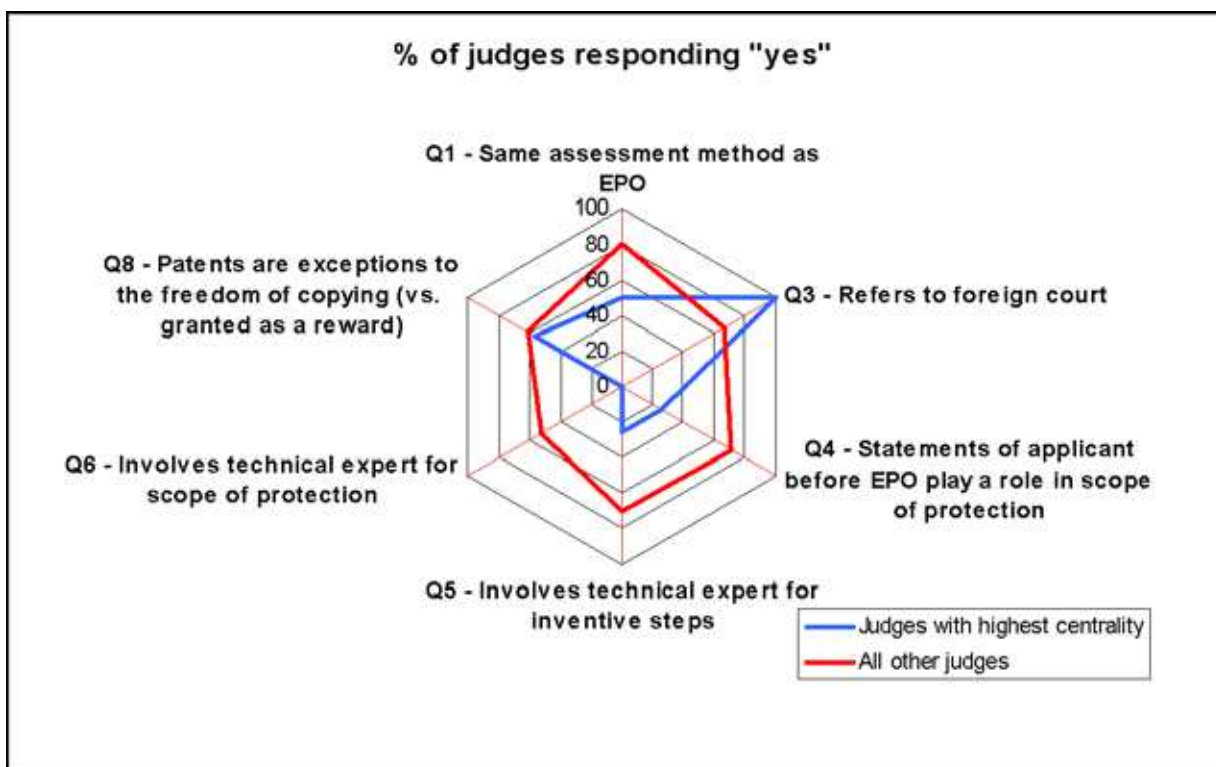 % of judges responding "yes"
Q1 - Same assessment method as
EPO
100
80
60
40
20
0
Q8 - Patents are exceptions to
the freedom of copying (vs.
granted as a reward)
Q3 - Refers to foreign court
Q6 - Involves technical expert for
scope of protection
Q4 - Statements of applicant
before EPO play a role in scope
of protection
Q5 - Involves technical expert for
inventive steps
Judges with highest centrality
All other judges